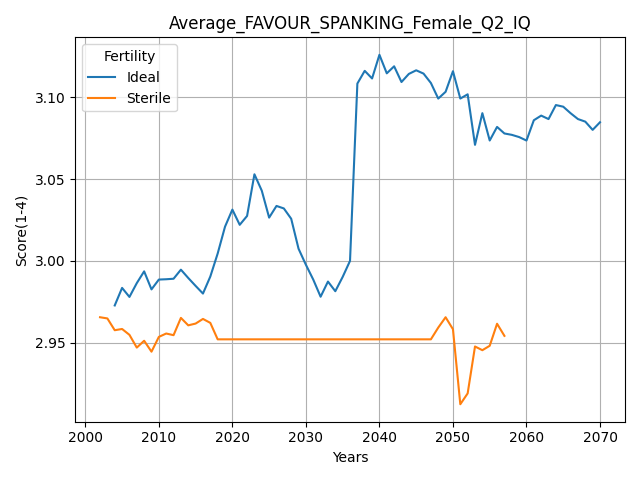 Average_FAVOUR_SPANKING_Female_Q2_IQ
Fertility
Ideal
Sterile
Score(1-4)
3.10
3.05
3.00
2.95
2000 2010 2020 2030 2040 2050 2060 2070
Years